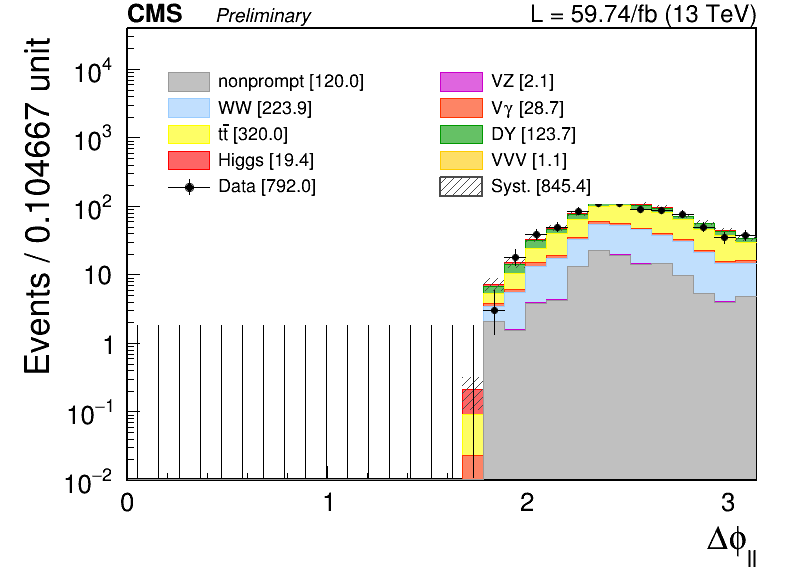 CMS Preliminary L = 59.74/fb (13 TeV)
Events / 0.104667 unit
10⁴
10³
10²
10
1
10⁻¹
10⁻²
nonprompt [120.0] VZ [2.1]
WW [223.9] Vγ [28.7]
tt̄ [320.0] DY [123.7]
Higgs [19.4] VVV [1.1]
Data [792.0] Syst. [845.4]
0 1 2 3
Δϕ_ll